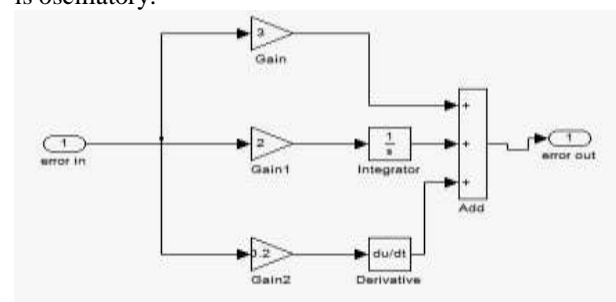 is oscillatory.
3
Gain
1
error in
2
Gain1
1
s
Integrator
+
+
+
Add
1
error out
0.2
Gain2
du/dt
Derivative